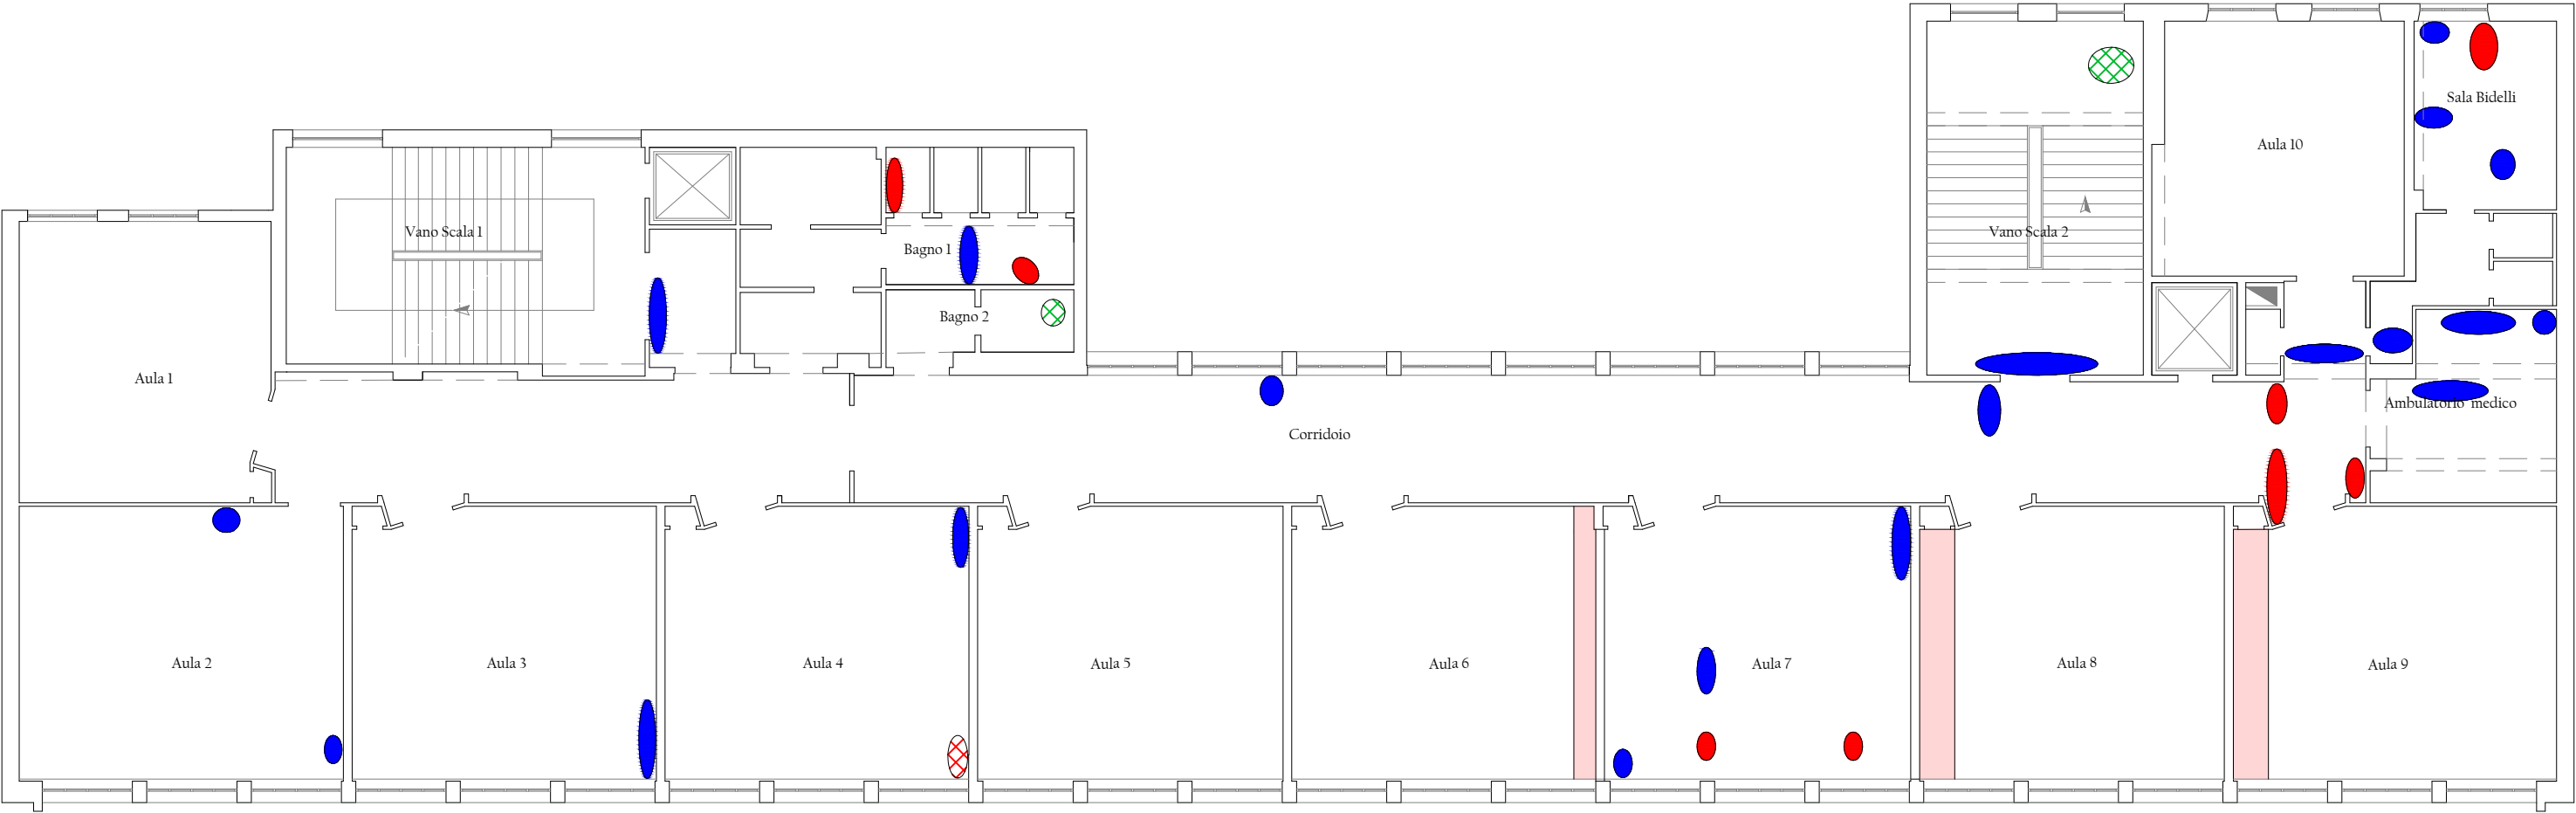 Sala Bidelli
Aula 10
Vano Scala 1
Vano Scala 2
Bagno 1
Bagno 2
Aula 1
Ambulatorio medico
Corridoio
Aula 2
Aula 3
Aula 4
Aula 5
Aula 6
Aula 7
Aula 8
Aula 9